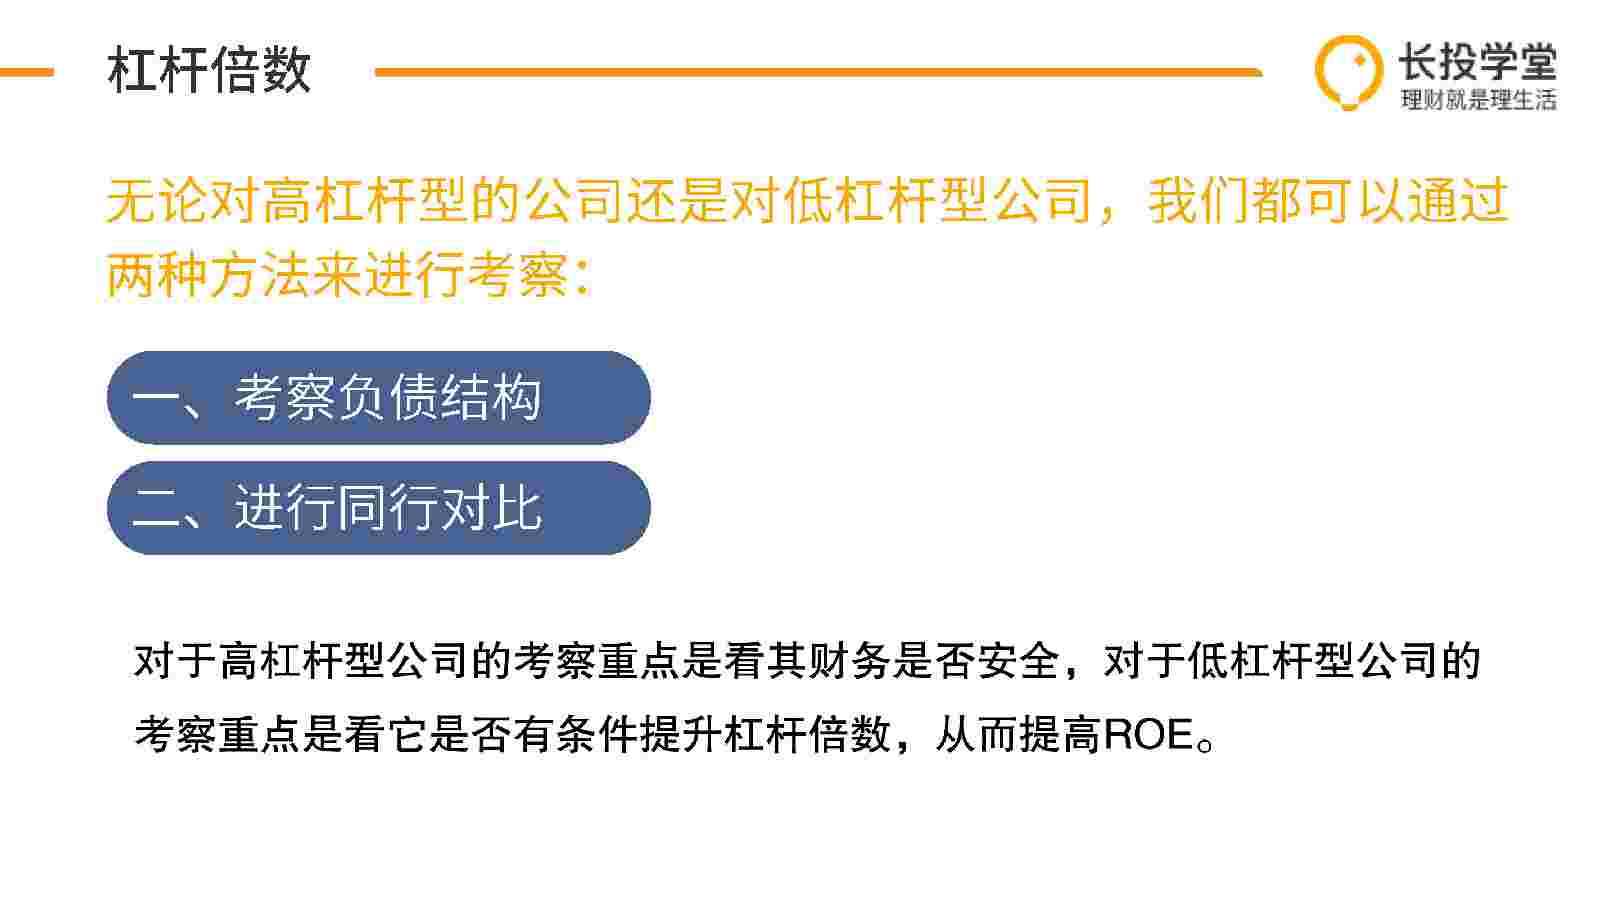 杠杆倍数
长投学堂
理财就是理生活
无论对高杠杆型的公司还是对低杠杆型公司，我们都可以通过
两种方法来进行考察：
一、考察负债结构
二、进行同行对比
对于高杠杆型公司的考察重点是看其财务是否安全，对于低杠杆型公司的
考察重点是看它是否有条件提升杠杆倍数，从而提高ROE。